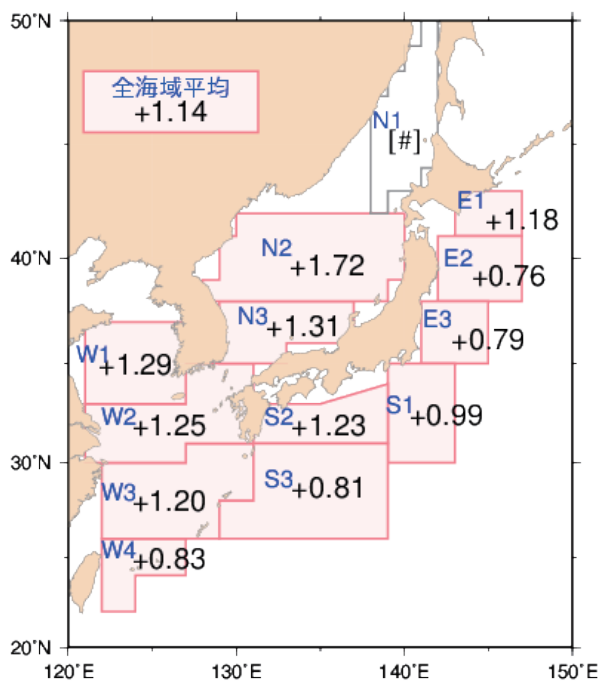 50°N
全海域平均
+1.14
N1
[#]
E1
+1.18
40°N
N2
+1.72
E2
+0.76
N3
+1.31
E3
+0.79
W1
+1.29
W2
+1.25
S2
+1.23
S1
+0.99
30°N
W3
+1.20
S3
+0.81
W4
+0.83
20°N
120°E
130°E
140°E
150°E